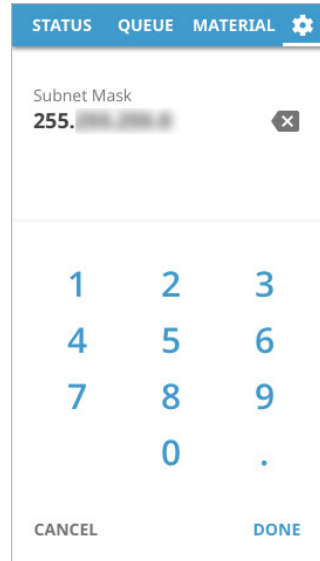 STATUS QUEUE MATERIAL
Subnet Mask
255.
1 2 3
4 5 6
7 8 9
0 .
CANCEL DONE